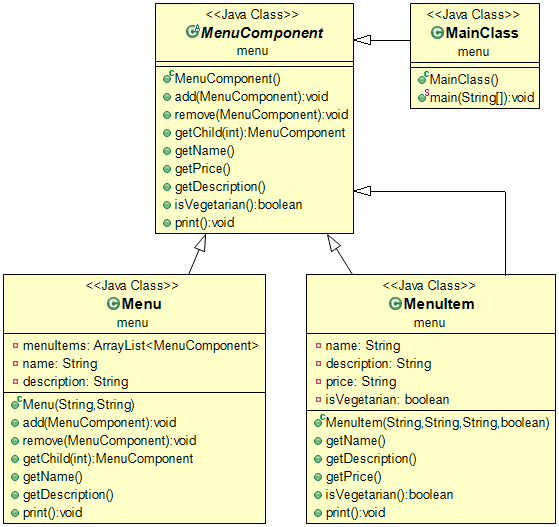 <<Java Class>>
MenuComponent
menu
MenuComponent()
add(MenuComponent):void
remove(MenuComponent):void
getChild(int):MenuComponent
getName()
getPrice()
getDescription()
isVegetarian():boolean
print():void
<<Java Class>>
MainClass
menu
MainClass()
main(String[]):void
<<Java Class>>
Menu
menu
menuItems: ArrayList<MenuComponent>
name: String
description: String
Menu(String,String)
add(MenuComponent):void
remove(MenuComponent):void
getChild(int):MenuComponent
getName()
getDescription()
print():void
<<Java Class>>
MenuItem
menu
name: String
description: String
price: String
isVegetarian: boolean
MenuItem(String,String,String,boolean)
getName()
getDescription()
getPrice()
isVegetarian():boolean
print():void